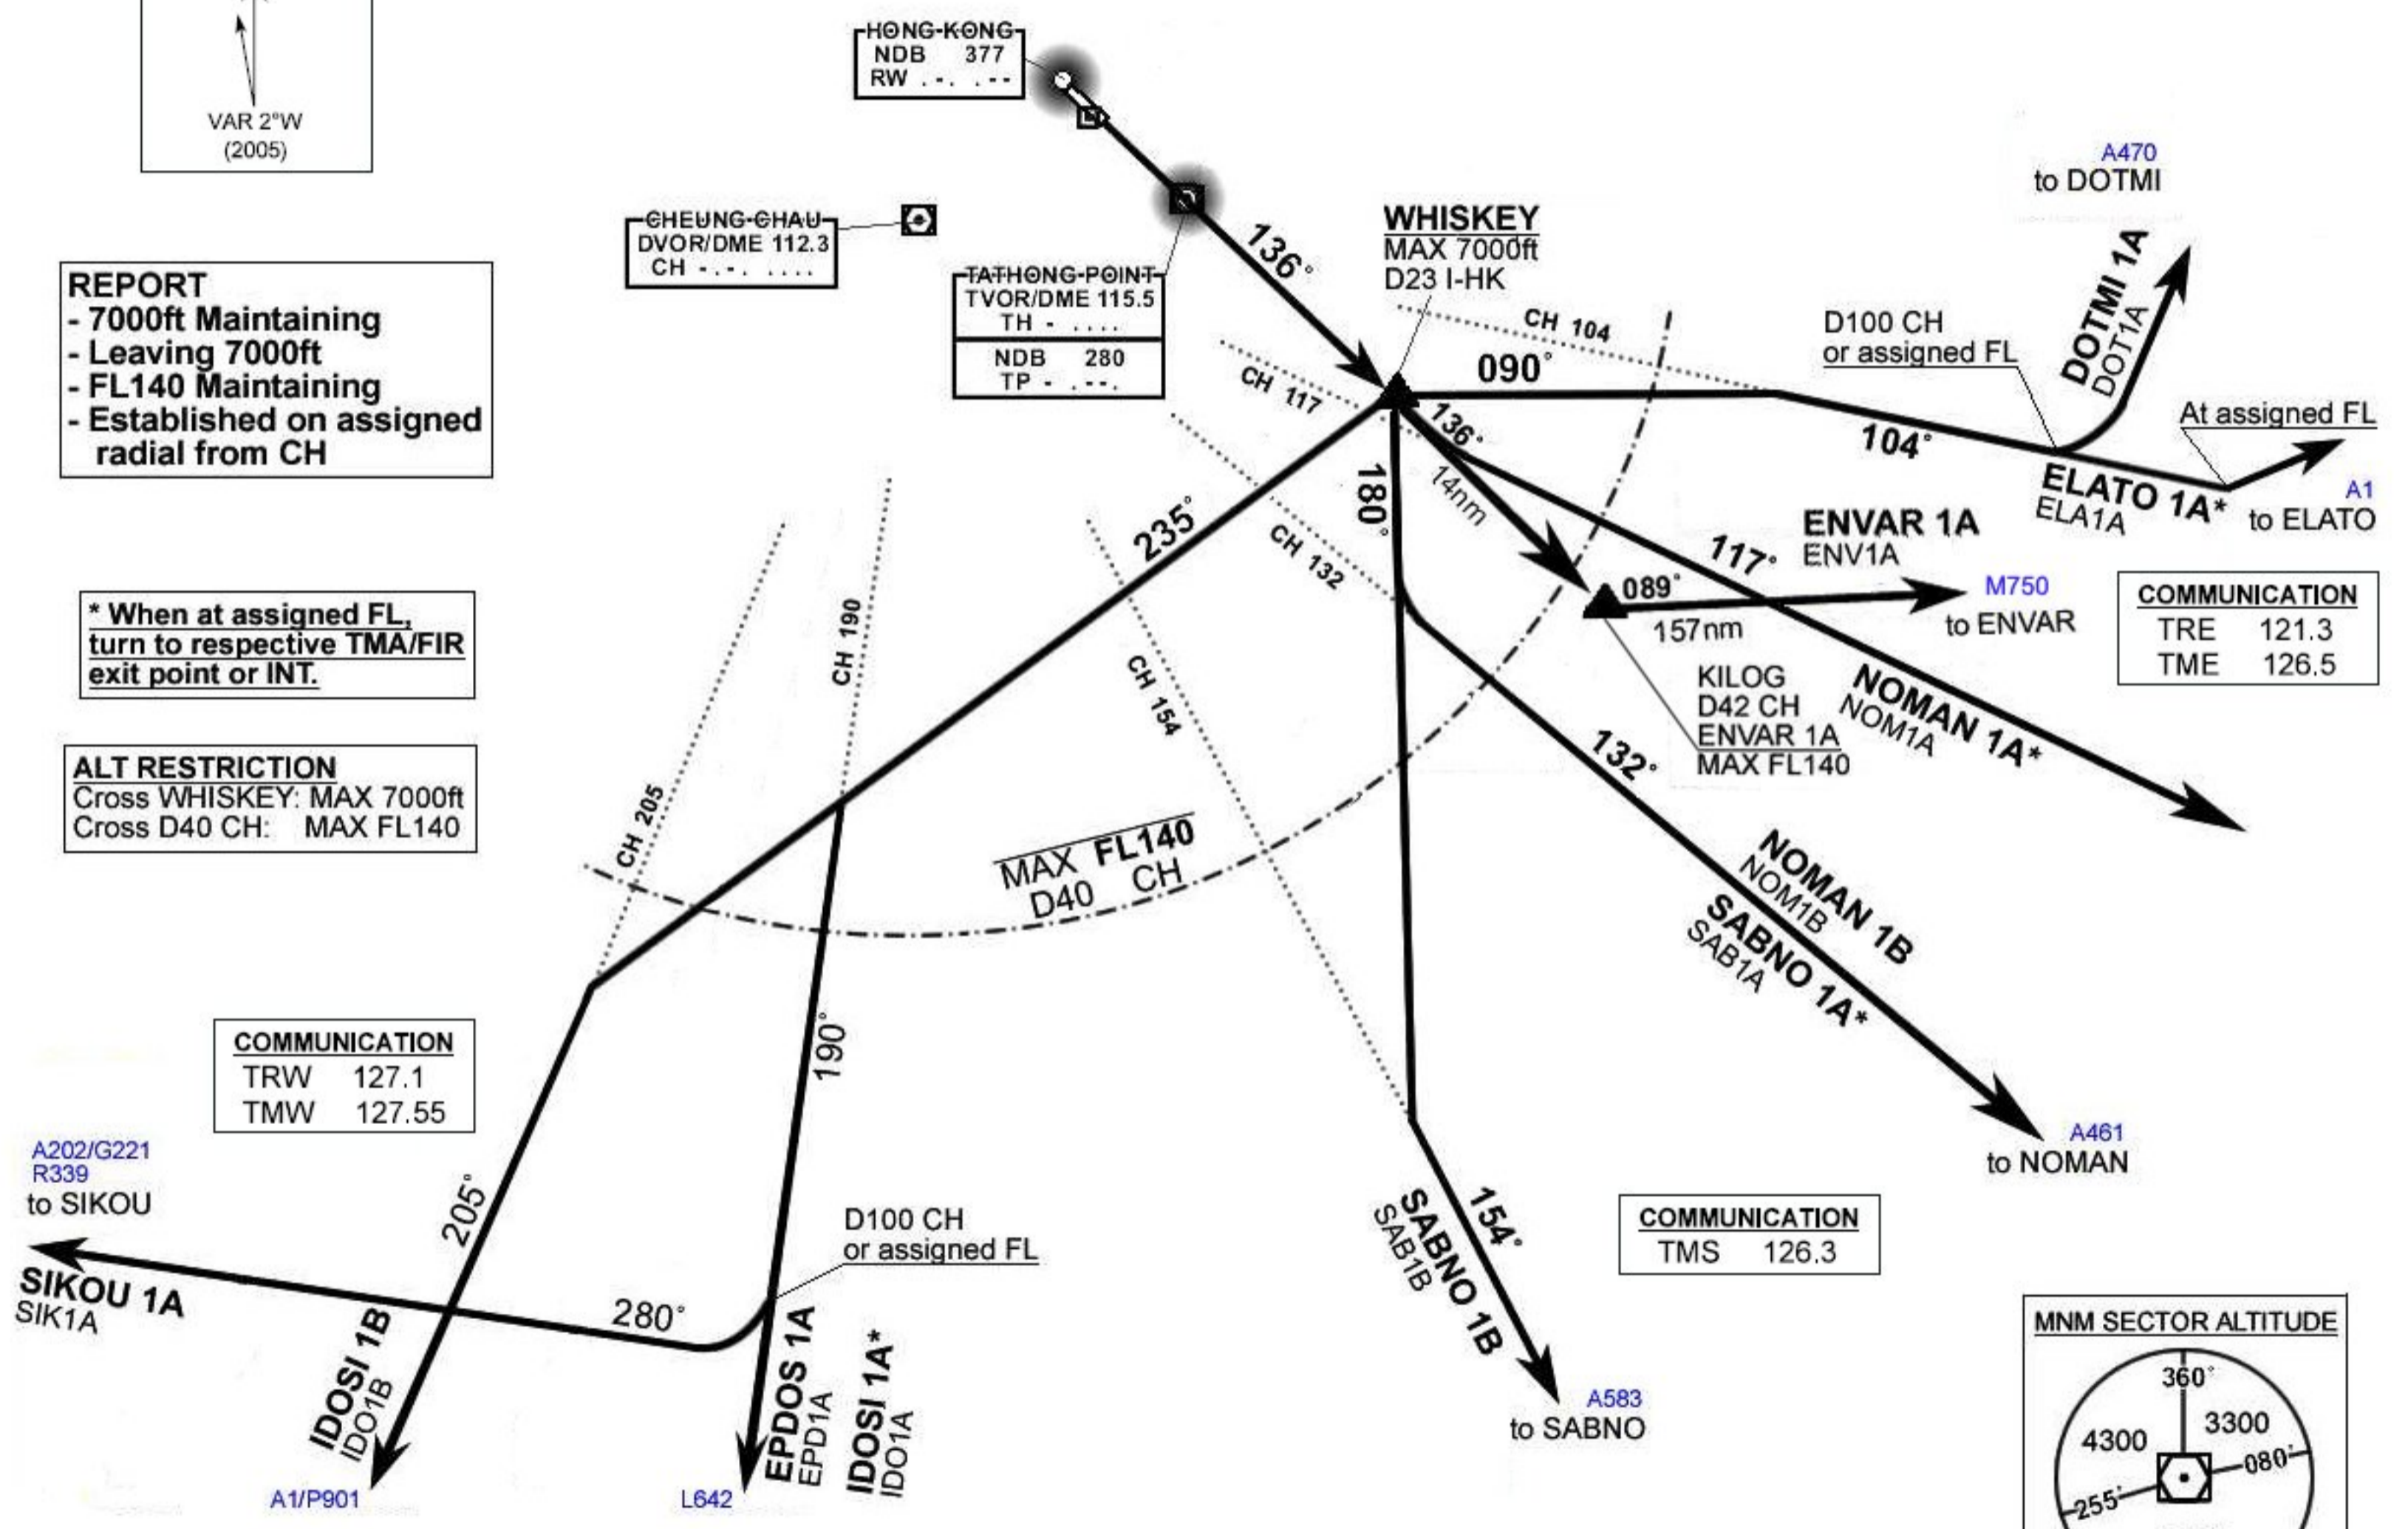 VAR 2°W
(2005)
HONG-KONG
NDB 377
RW .-. .--
CHEUNG-CHAU
DVOR/DME 112.3
CH -.-. ....
TATHONG-POINT
TVOR/DME 115.5
TH - ....
NDB 280
TP - .--.
REPORT
- 7000ft Maintaining
- Leaving 7000ft
- FL140 Maintaining
- Established on assigned
radial from CH
* When at assigned FL,
turn to respective TMA/FIR
exit point or INT.
ALT RESTRICTION
Cross WHISKEY: MAX 7000ft
Cross D40 CH: MAX FL140
136°
WHISKEY
MAX 7000ft
D23 I-HK
CH 104
CH 117
CH 132
CH 154
CH 190
CH 205
090°
136°
14nm
180°
235°
104°
D100 CH
or assigned FL
A470
to DOTMI
DOTMI 1A
DOT1A
At assigned FL
ELATO 1A*
ELA1A
A1
to ELATO
ENVAR 1A
ENV1A
117°
089°
157nm
M750
to ENVAR
COMMUNICATION
TRE 121.3
TME 126.5
KILOG
D42 CH
ENVAR 1A
MAX FL140
NOMAN 1A*
NOM1A
132°
MAX FL140
D40 CH
NOMAN 1B
NOM1B
SABNO 1A*
SAB1A
A461
to NOMAN
COMMUNICATION
TRW 127.1
TMW 127.55
190°
A202/G221
R339
to SIKOU
205°
SIKOU 1A
SIK1A
280°
D100 CH
or assigned FL
IDOSI 1B
IDO1B
A1/P901
EPDOS 1A
EPD1A
IDOSI 1A*
IDO1A
L642
154°
SABNO 1B
SAB1B
A583
to SABNO
COMMUNICATION
TMS 126.3
MNM SECTOR ALTITUDE
360°
4300
3300
080°
255°